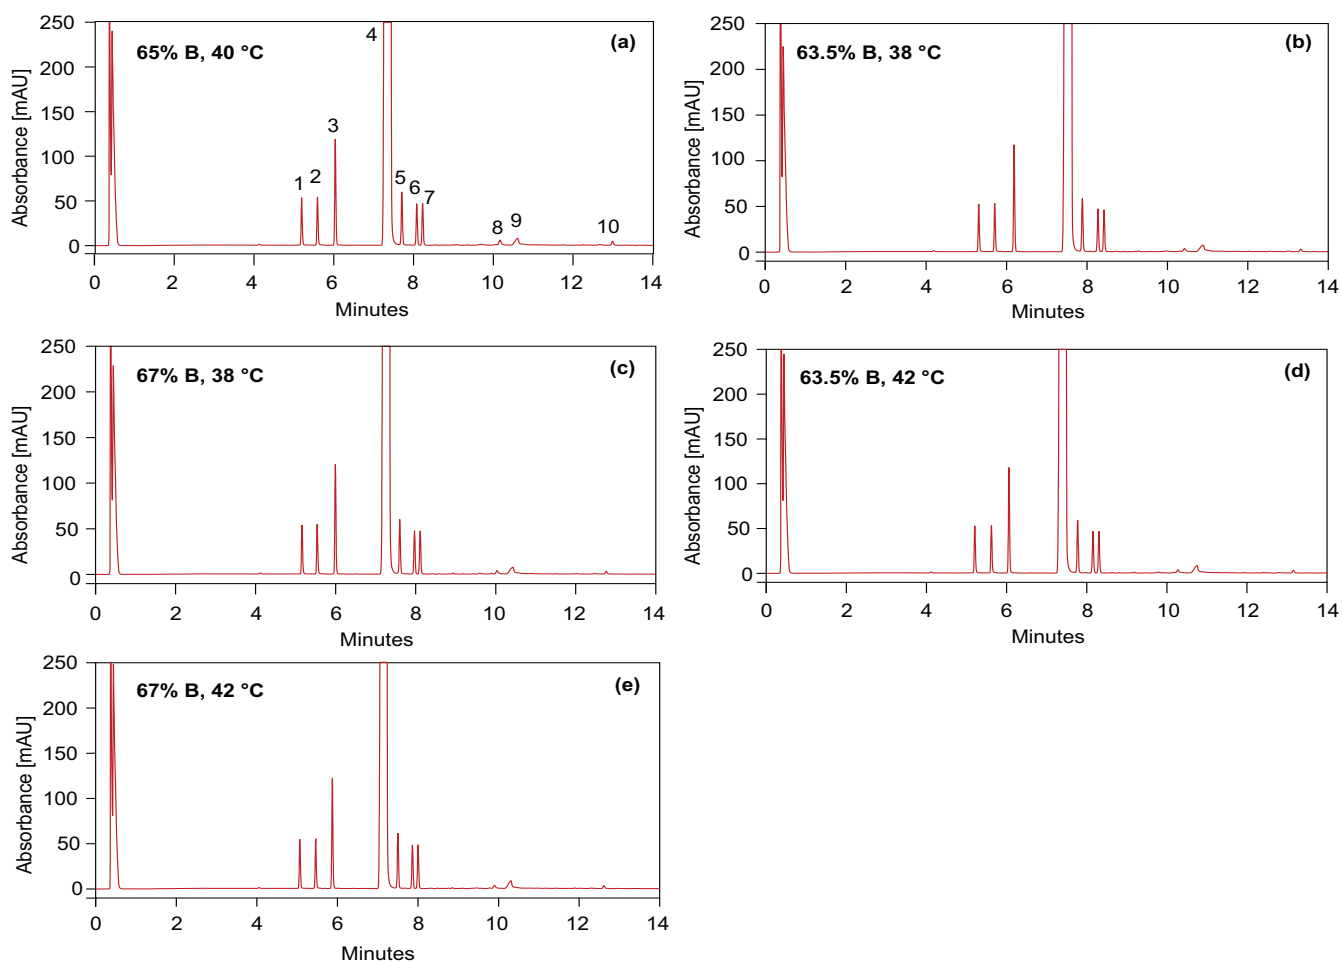 250
200
150
100
50
0
Absorbance [mAU]
65% B, 40 °C
(a)
1
2
3
4
5
6
7
8
9
10
0 2 4 6 8 10 12 14
Minutes
250
200
150
100
50
0
Absorbance [mAU]
63.5% B, 38 °C
(b)
0 2 4 6 8 10 12 14
Minutes
250
200
150
100
50
0
Absorbance [mAU]
67% B, 38 °C
(c)
0 2 4 6 8 10 12 14
Minutes
250
200
150
100
50
0
Absorbance [mAU]
63.5% B, 42 °C
(d)
0 2 4 6 8 10 12 14
Minutes
250
200
150
100
50
0
Absorbance [mAU]
67% B, 42 °C
(e)
0 2 4 6 8 10 12 14
Minutes